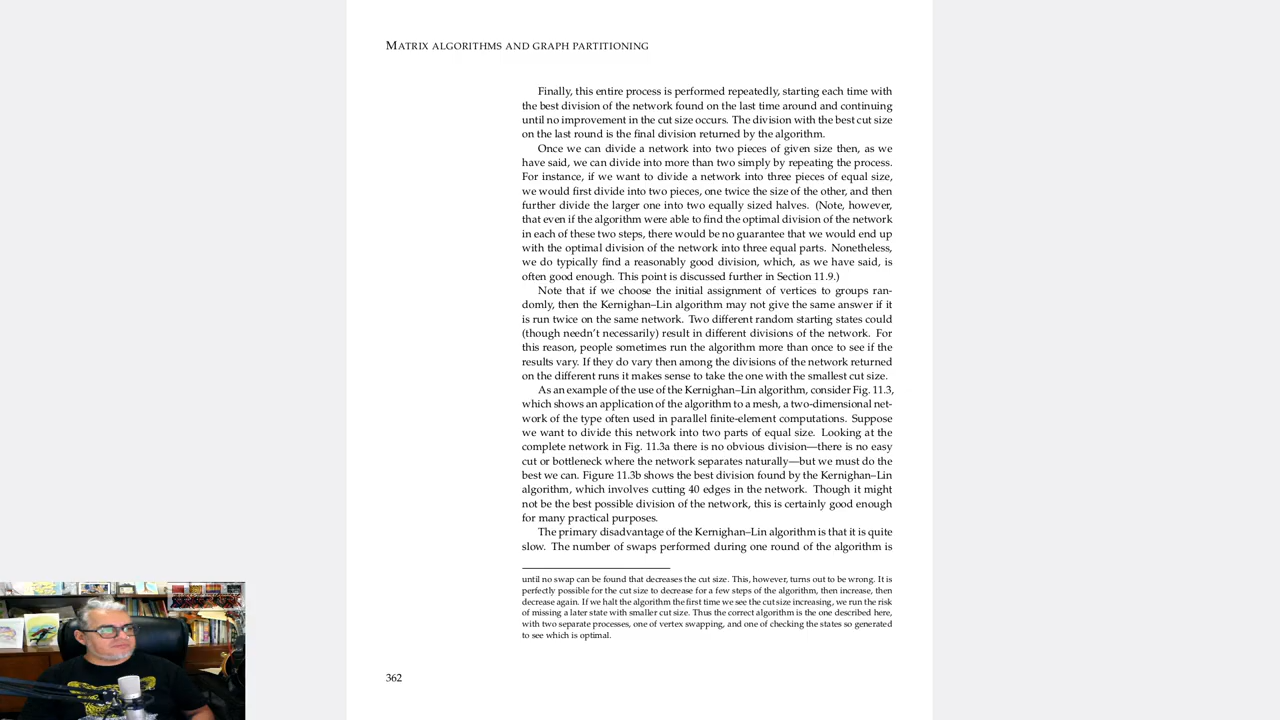 MATRIX ALGORITHMS AND GRAPH PARTITIONING
Finally, this entire process is performed repeatedly, starting each time with
the best division of the network found on the last time around and continuing
until no improvement in the cut size occurs. The division with the best cut size
on the last round is the final division returned by the algorithm.
Once we can divide a network into two pieces of given size then, as we
have said, we can divide into more than two simply by repeating the process.
For instance, if we want to divide a network into three pieces of equal size,
we would first divide into two pieces, one twice the size of the other, and then
further divide the larger one into two equally sized halves. (Note, however,
that even if the algorithm were able to find the optimal division of the network
in each of these two steps, there would be no guarantee that we would end up
with the optimal division of the network into three equal parts. Nonetheless,
we do typically find a reasonably good division, which, as we have said, is
often good enough. This point is discussed further in Section 11.9.)
Note that if we choose the initial assignment of vertices to groups ran-
domly, then the Kernighan–Lin algorithm may not give the same answer if it
is run twice on the same network. Two different random starting states could
(though needn't necessarily) result in different divisions of the network. For
this reason, people sometimes run the algorithm more than once to see if the
results vary. If they do vary then among the divisions of the network returned
on the different runs it makes sense to take the one with the smallest cut size.
As an example of the use of the Kernighan–Lin algorithm, consider Fig. 11.3,
which shows an application of the algorithm to a mesh, a two-dimensional net-
work of the type often used in parallel finite-element computations. Suppose
we want to divide this network into two parts of equal size. Looking at the
complete network in Fig. 11.3a there is no obvious division—there is no easy
cut or bottleneck where the network separates naturally—but we must do the
best we can. Figure 11.3b shows the best division found by the Kernighan–Lin
algorithm, which involves cutting 40 edges in the network. Though it might
not be the best possible division of the network, this is certainly good enough
for many practical purposes.
The primary disadvantage of the Kernighan–Lin algorithm is that it is quite
slow. The number of swaps performed during one round of the algorithm is
until no swap can be found that decreases the cut size. This, however, turns out to be wrong. It is
perfectly possible for the cut size to decrease for a few steps of the algorithm, then increase, then
decrease again. If we halt the algorithm the first time we see the cut size increasing, we run the risk
of missing a later state with smaller cut size. Thus the correct algorithm is the one described here,
with two separate processes, one of vertex swapping, and one of checking the states so generated
to see which is optimal.
362